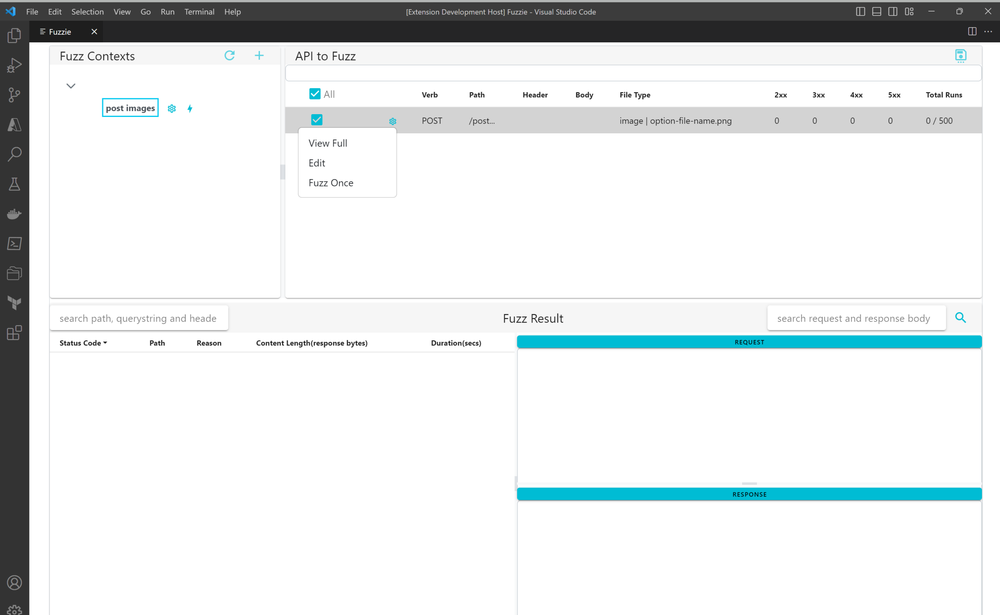 File Edit Selection View Go Run Terminal Help [Extension Development Host] Fuzzie - Visual Studio Code
Fuzzie
Fuzz Contexts
API to Fuzz
All Verb Path Header Body File Type 2xx 3xx 4xx 5xx Total Runs
post images
POST /post... image | option-file-name.png 0 0 0 0 0 / 500
View Full
Edit
Fuzz Once
search path, querystring and heade
Fuzz Result
search request and response body
Status Code Path Reason Content Length(response bytes) Duration(secs)
REQUEST
RESPONSE